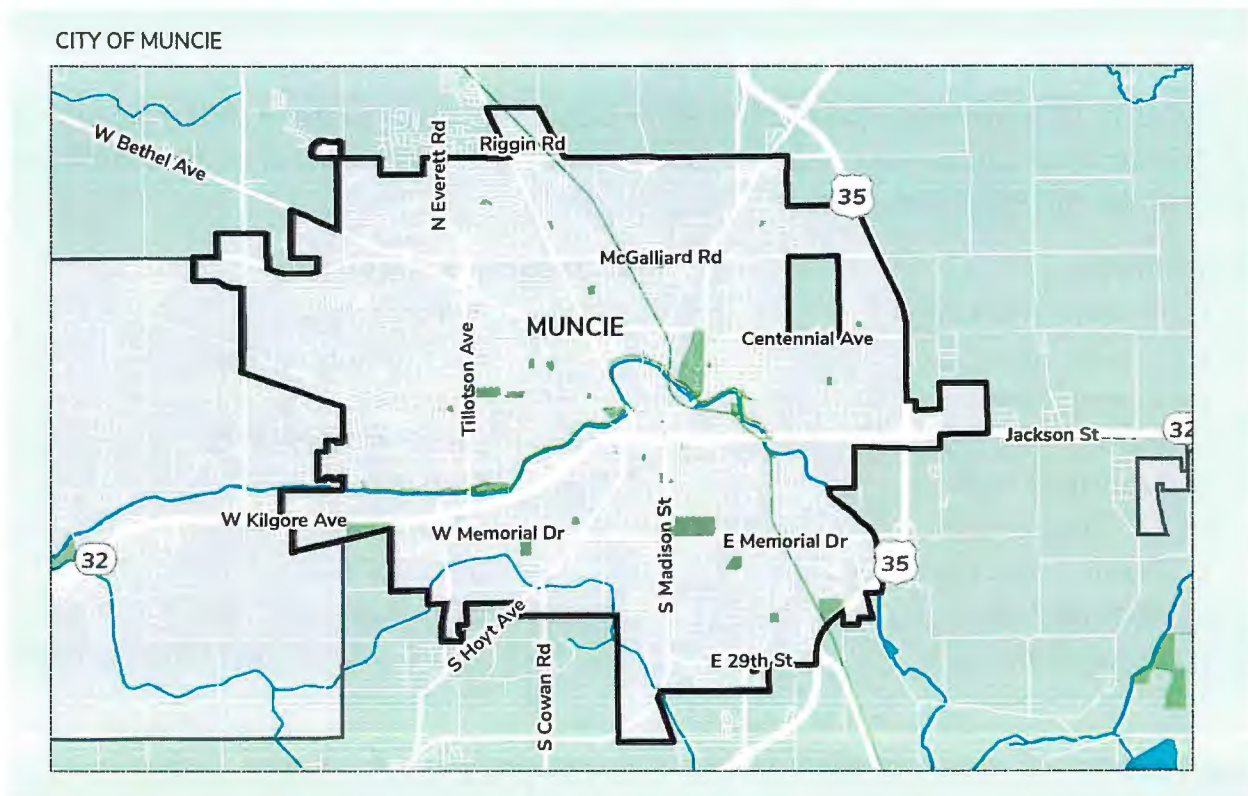 CITY OF MUNCIE
W Bethel Ave
N Everett Rd
Riggin Rd
35
McGalliard Rd
MUNCIE
Centennial Ave
Tillotson Ave
Jackson St
32
W Kilgore Ave
W Memorial Dr
S Madison St
E Memorial Dr
32
35
S Hoyt Ave
E 29th St
S Cowan Rd